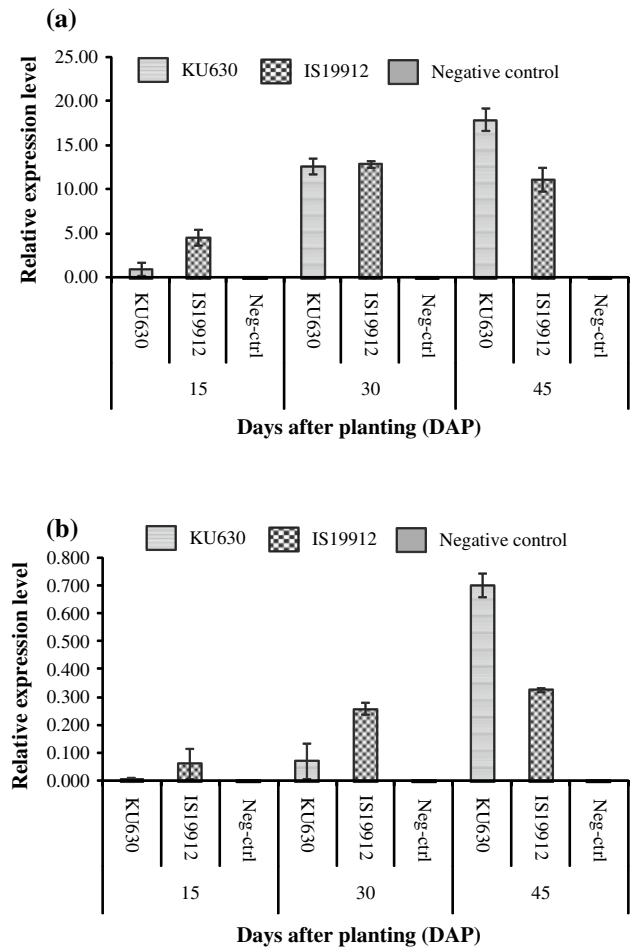 (a)
KU630 IS19912 Negative control
Relative expression level
25.00
20.00
15.00
10.00
5.00
0.00
KU630 IS19912 Neg-ctrl KU630 IS19912 Neg-ctrl KU630 IS19912 Neg-ctrl
15 30 45
Days after planting (DAP)
(b)
KU630 IS19912 Negative control
Relative expression level
0.800
0.700
0.600
0.500
0.400
0.300
0.200
0.100
0.000
KU630 IS19912 Neg-ctrl KU630 IS19912 Neg-ctrl KU630 IS19912 Neg-ctrl
15 30 45
Days after planting (DAP)